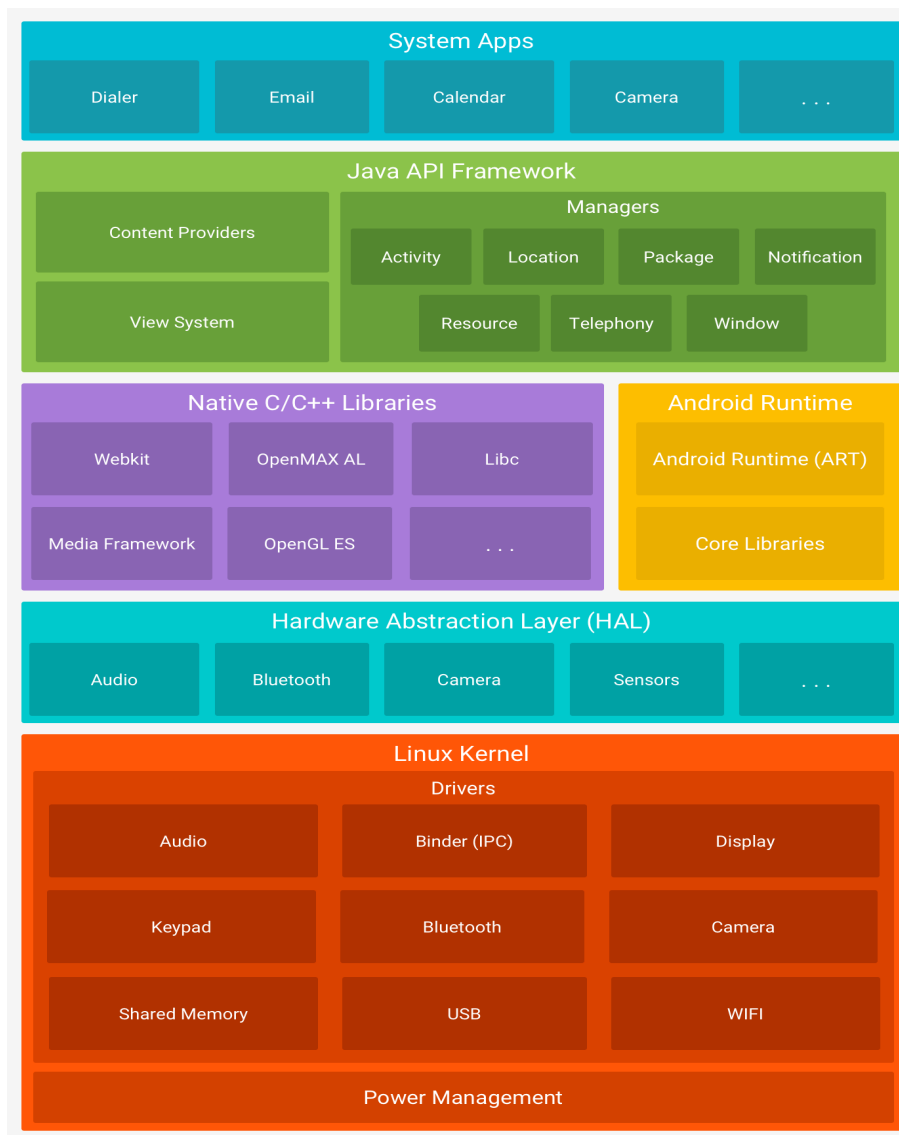 System Apps
Dialer
Email
Calendar
Camera
. . .
Java API Framework
Content Providers
View System
Managers
Activity
Location
Package
Notification
Resource
Telephony
Window
Native C/C++ Libraries
Webkit
OpenMAX AL
Libc
Media Framework
OpenGL ES
. . .
Android Runtime
Android Runtime (ART)
Core Libraries
Hardware Abstraction Layer (HAL)
Audio
Bluetooth
Camera
Sensors
. . .
Linux Kernel
Drivers
Audio
Binder (IPC)
Display
Keypad
Bluetooth
Camera
Shared Memory
USB
WIFI
Power Management